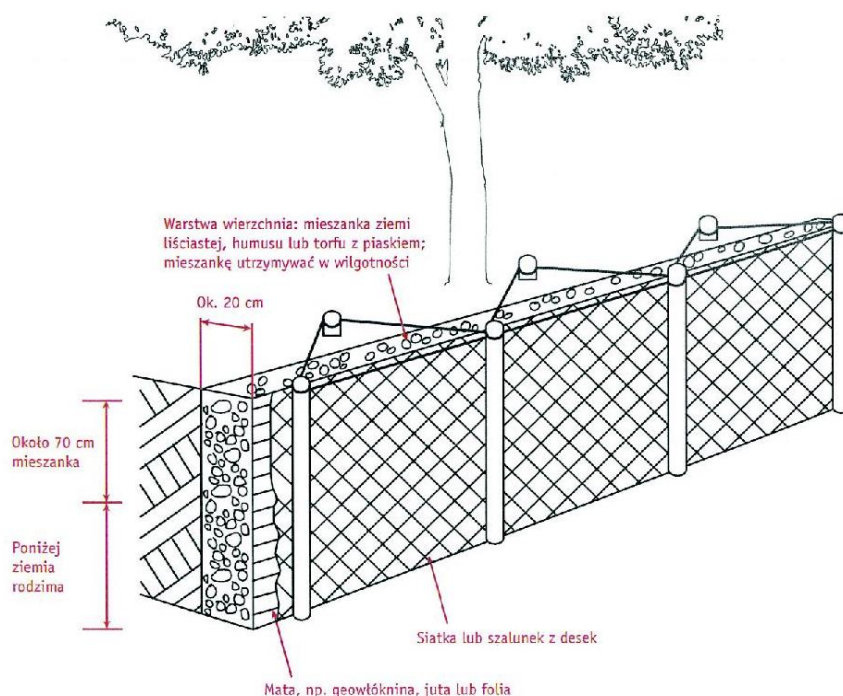 Warstwa wierzchnia: mieszanka ziemi
liściastej, humusu lub torfu z piaskiem;
mieszankę utrzymywać w wilgotności
Ok. 20 cm
Około 70 cm
mieszanka
Poniżej
ziemia
rodzima
Siatka lub szalunek z desek
Mata, np. geowłóknina, juta lub folia